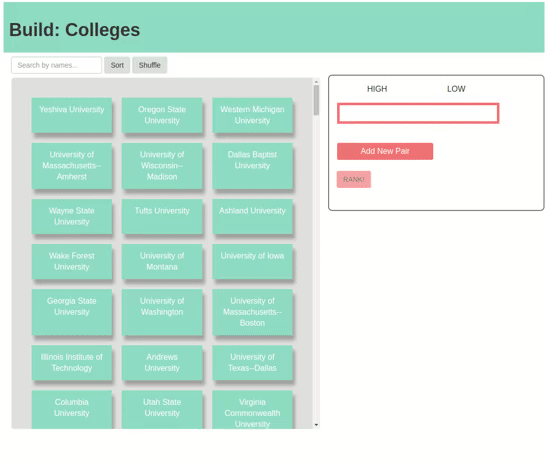 Build: Colleges
Search by names...
Sort
Shuffle
HIGH
LOW
Add New Pair
RANK!
Yeshiva University
Oregon State
University
Western Michigan
University
University of
Massachusetts--
Amherst
University of
Wisconsin--
Madison
Dallas Baptist
University
Wayne State
University
Tufts University
Ashland University
Wake Forest
University
University of
Montana
University of Iowa
Georgia State
University
University of
Washington
University of
Massachusetts--
Boston
Illinois Institute of
Technology
Andrews
University
University of
Texas--Dallas
Columbia
University
Utah State
University
Virginia
Commonwealth
University